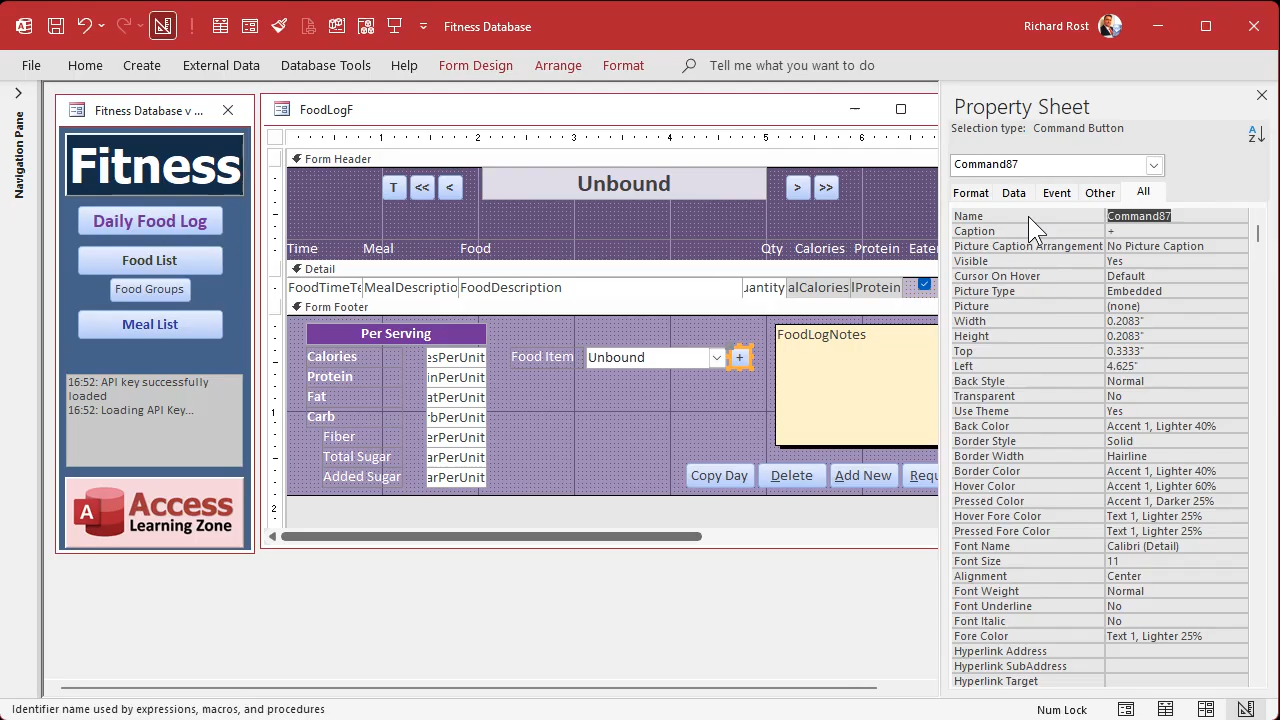 Fitness Database
Richard Rost
File Home Create External Data Database Tools Help Form Design Arrange Format Tell me what you want to do
Navigation Pane
Fitness Database v ...
Fitness
Daily Food Log
Food List
Food Groups
Meal List
16:52: API key successfully
loaded
16:52: Loading API Key...
A Access
Learning Zone
FoodLogF
1 2 3 4 5 6
Form Header
T << < Unbound > >>
Time Meal Food Qty Calories Protein Eate
Detail
FoodTimeTe MealDescriptio FoodDescription uantity alCalories lProtein
Form Footer
Per Serving
Calories esPerUnit
Protein inPerUnit
Fat atPerUnit
Carb rbPerUnit
Fiber erPerUnit
Total Sugar arPerUnit
Added Sugar arPerUnit
Food Item Unbound +
FoodLogNotes
Copy Day Delete Add New Requ
1
2
Property Sheet
Selection type: Command Button
A
Z
Command87
Format Data Event Other All
Name Command87
Caption +
Picture Caption Arrangement No Picture Caption
Visible Yes
Cursor On Hover Default
Picture Type Embedded
Picture (none)
Width 0.2083"
Height 0.2083"
Top 0.3333"
Left 4.625"
Back Style Normal
Transparent No
Use Theme Yes
Back Color Accent 1, Lighter 40%
Border Style Solid
Border Width Hairline
Border Color Accent 1, Lighter 40%
Hover Color Accent 1, Lighter 60%
Pressed Color Accent 1, Darker 25%
Hover Fore Color Text 1, Lighter 25%
Pressed Fore Color Text 1, Lighter 25%
Font Name Calibri (Detail)
Font Size 11
Alignment Center
Font Weight Normal
Font Underline No
Font Italic No
Fore Color Text 1, Lighter 25%
Hyperlink Address
Hyperlink SubAddress
Hyperlink Target
Identifier name used by expressions, macros, and procedures
Num Lock